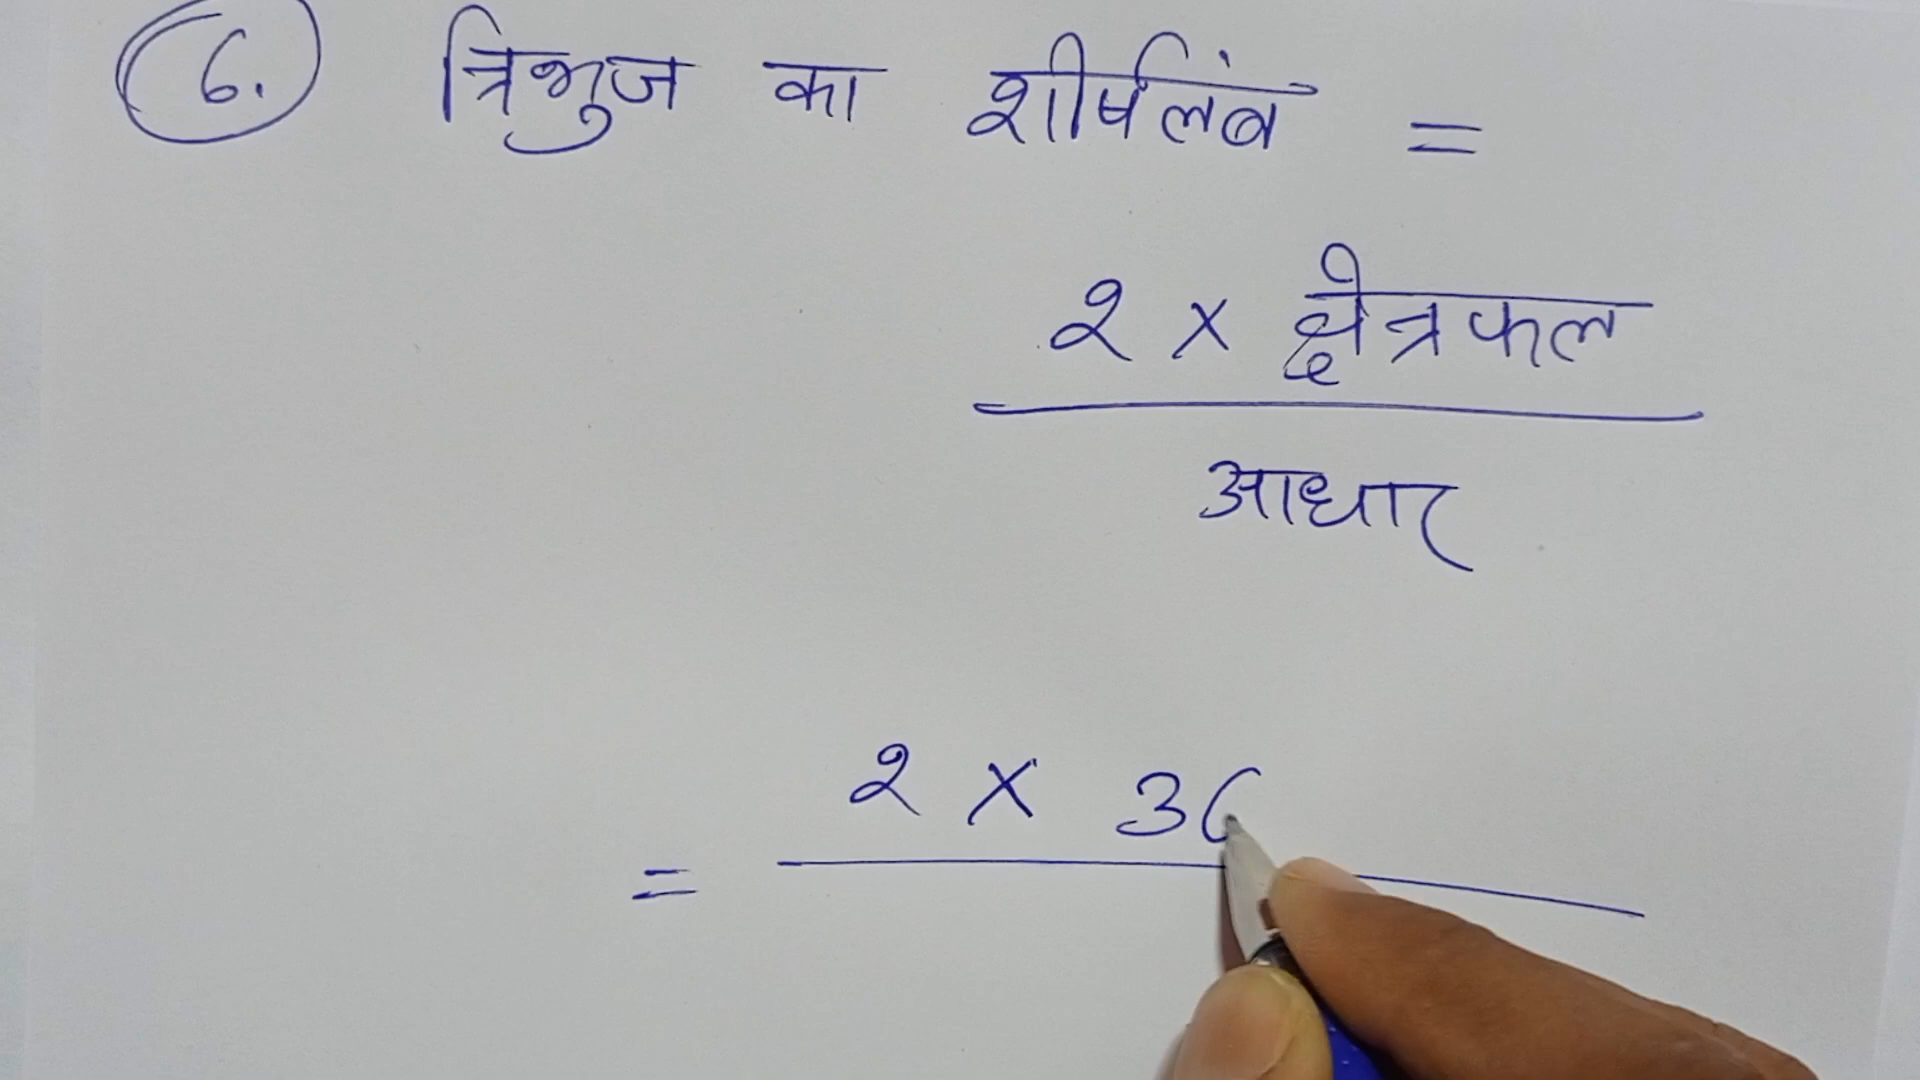 6. त्रिभुज का शीर्षलंब =
2 x क्षेत्रफल
आधार
= 2 x 36